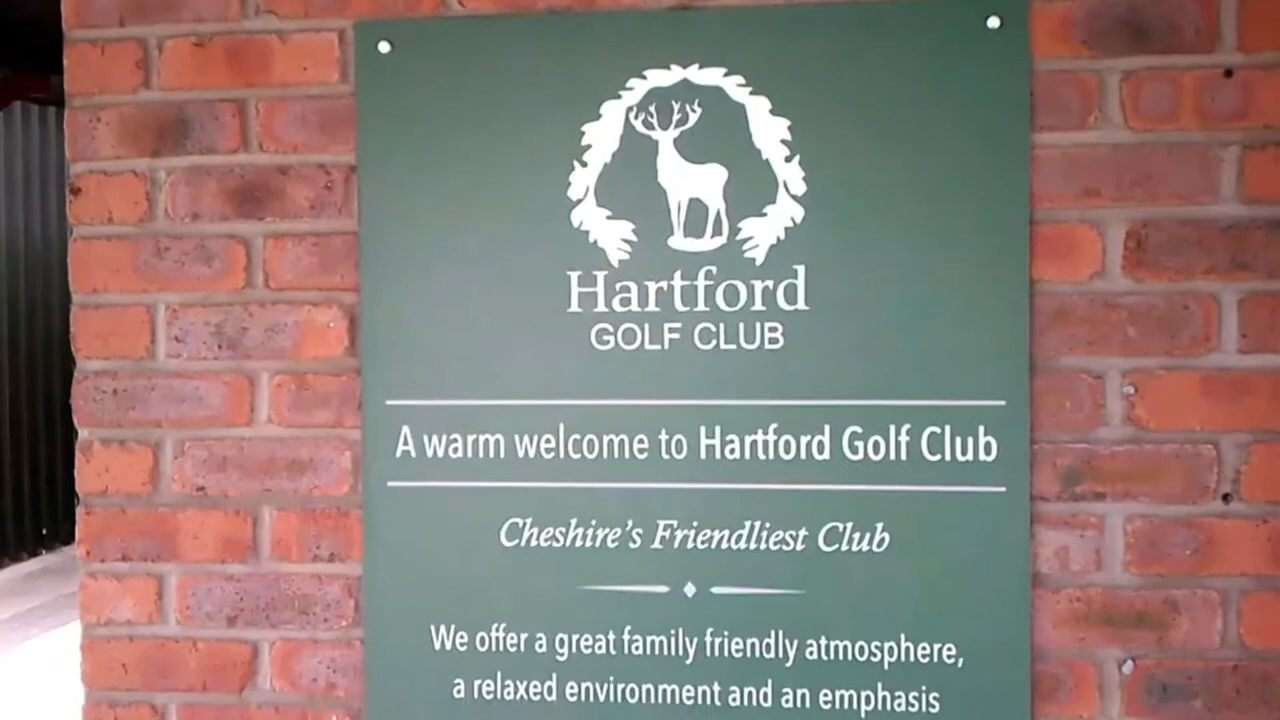 Hartford
GOLF CLUB
A warm welcome to Hartford Golf Club
Cheshire's Friendliest Club
We offer a great family friendly atmosphere,
a relaxed environment and an emphasis